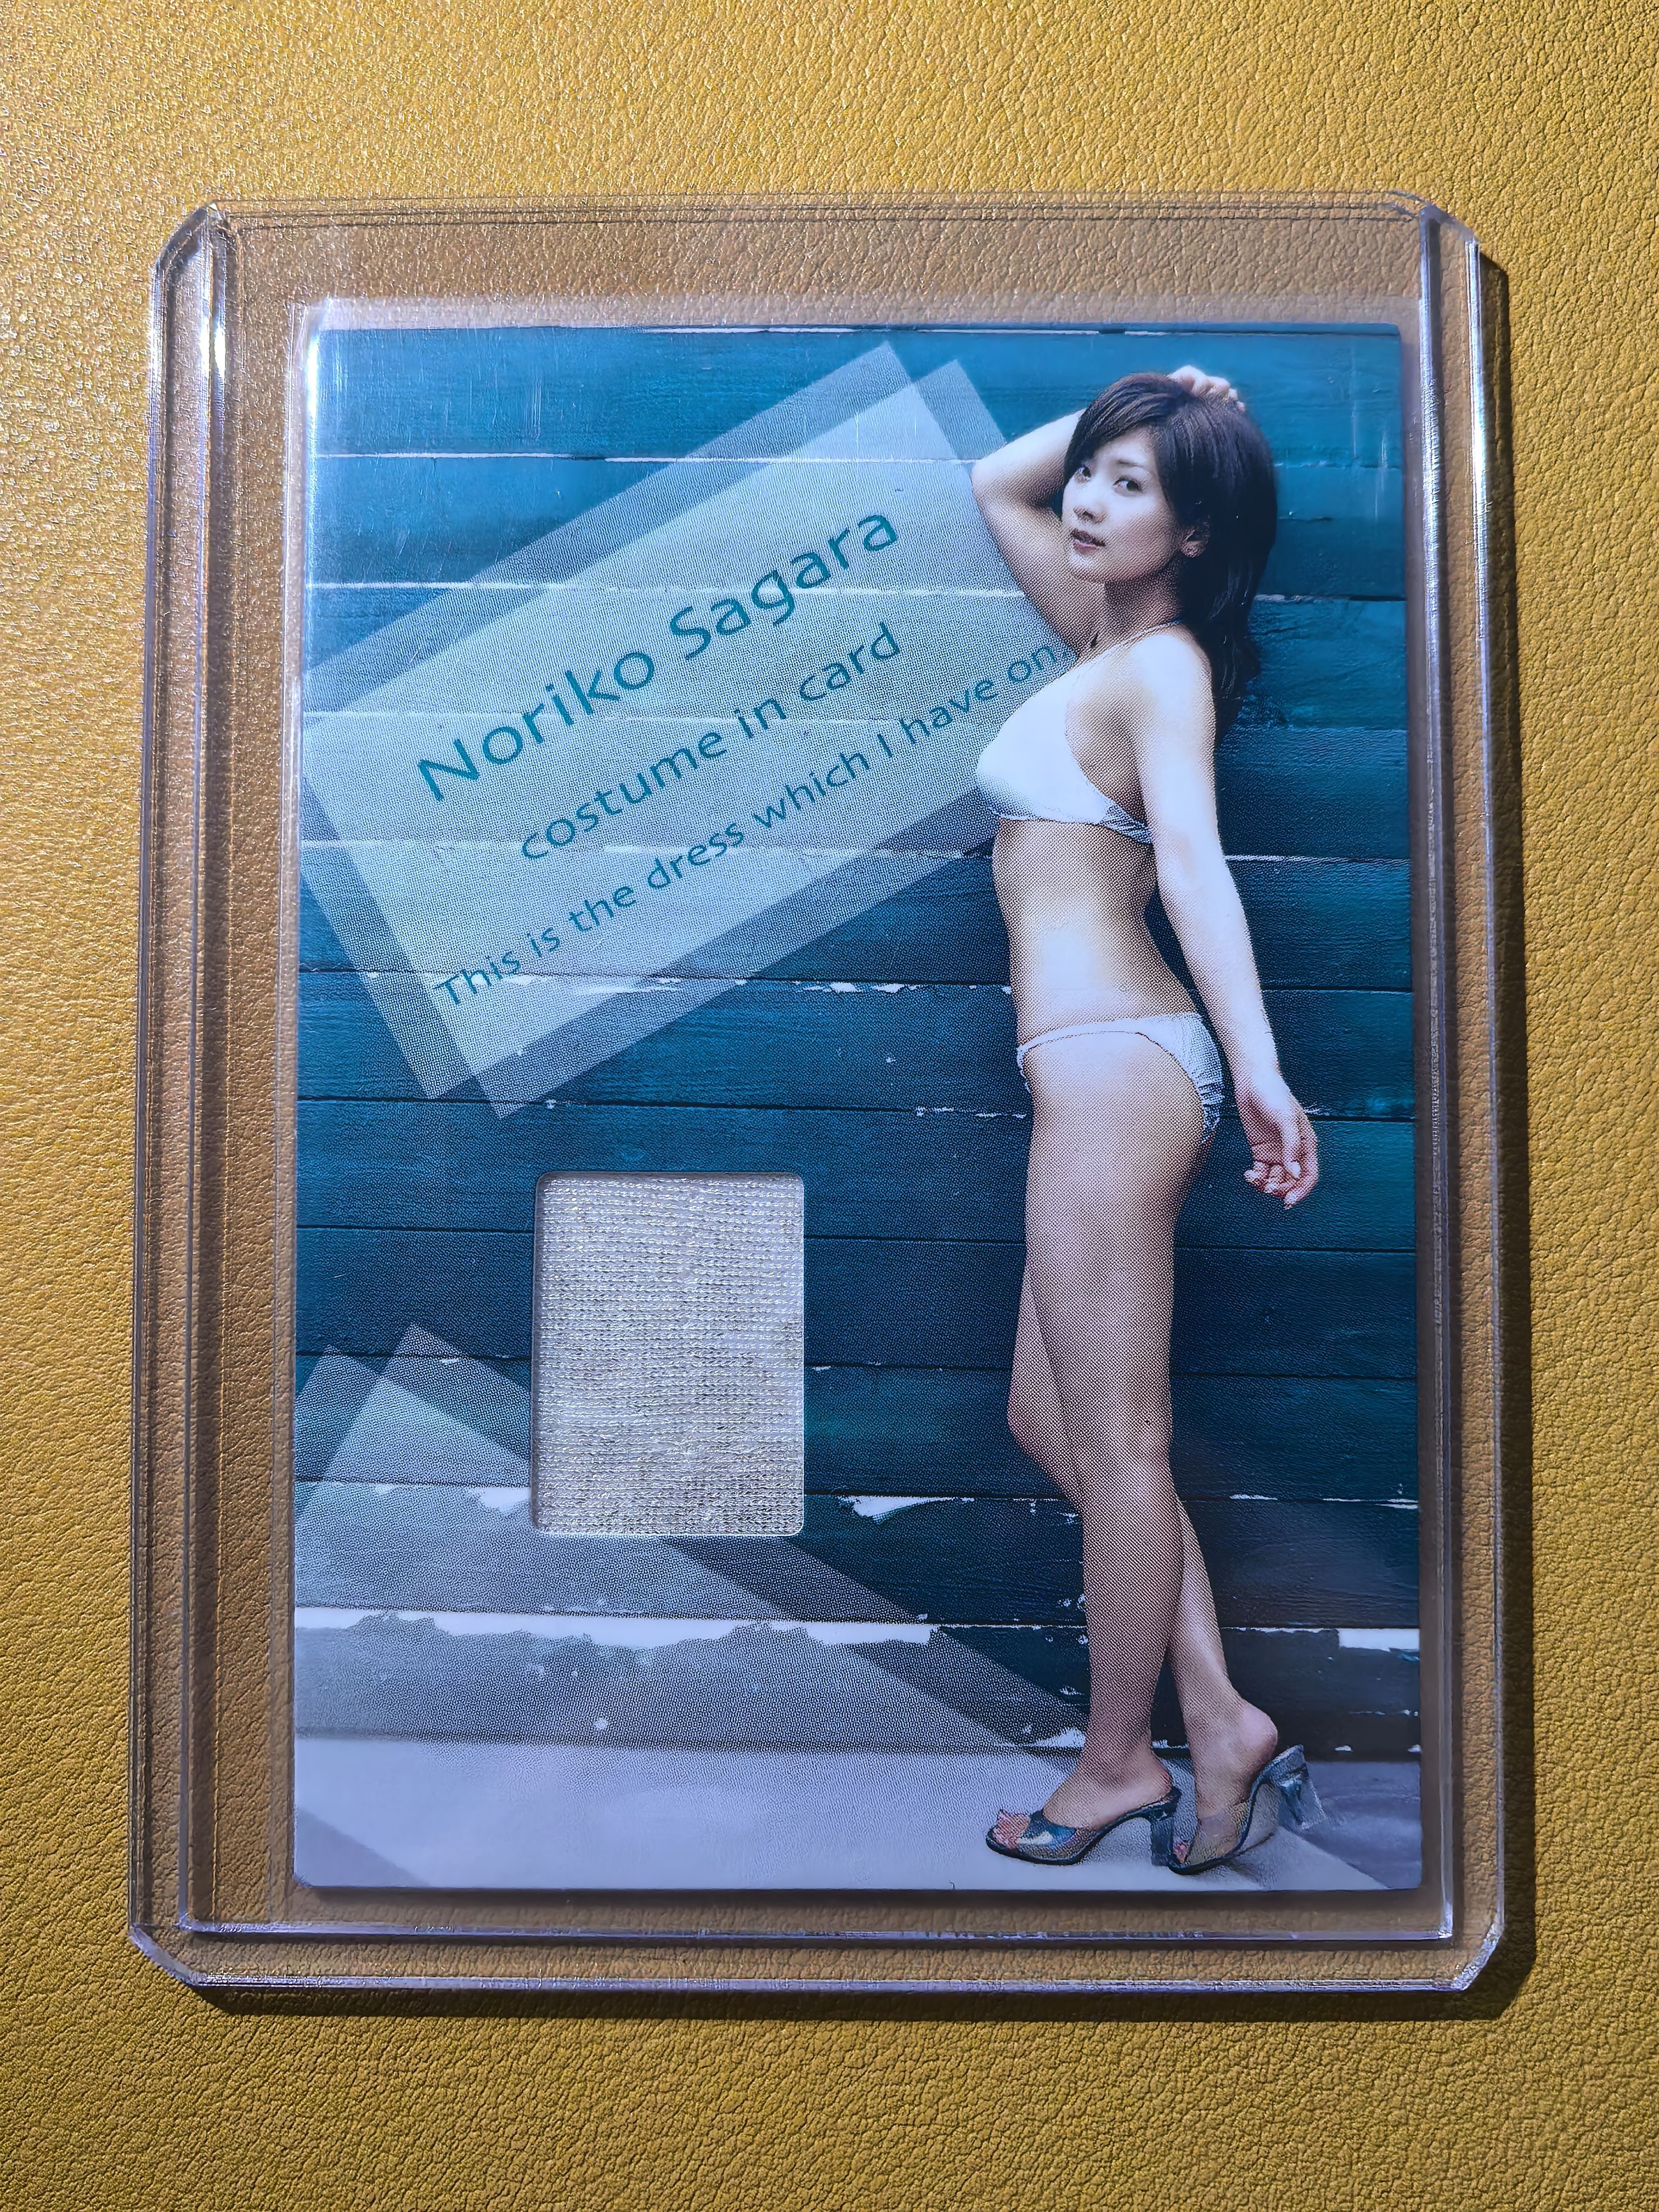 Noriko Sagara
costume in card
This is the dress which I have on